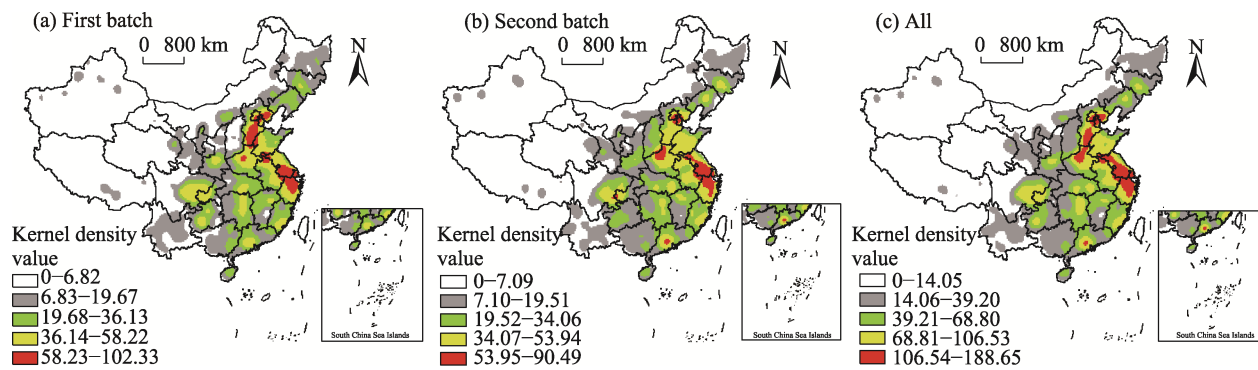 (a) First batch
0 800 km
N
Kernel density
value
0−6.82
6.83−19.67
19.68−36.13
36.14−58.22
58.23−102.33
South China Sea Islands
(b) Second batch
0 800 km
N
Kernel density
value
0−7.09
7.10−19.51
19.52−34.06
34.07−53.94
53.95−90.49
South China Sea Islands
(c) All
0 800 km
N
Kernel density
value
0−14.05
14.06−39.20
39.21−68.80
68.81−106.53
106.54−188.65
South China Sea Islands